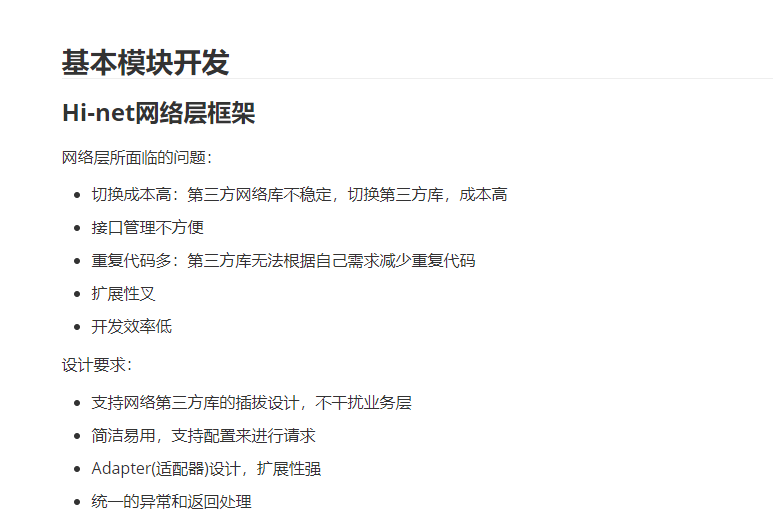 基本模块开发
Hi-net网络层框架
网络层所面临的问题：
切换成本高：第三方网络库不稳定，切换第三方库，成本高
接口管理不方便
重复代码多：第三方库无法根据自己需求减少重复代码
扩展性叉
开发效率低
设计要求：
支持网络第三方库的插拔设计，不干扰业务层
简洁易用，支持配置来进行请求
Adapter(适配器)设计，扩展性强
统一的异常和返回处理